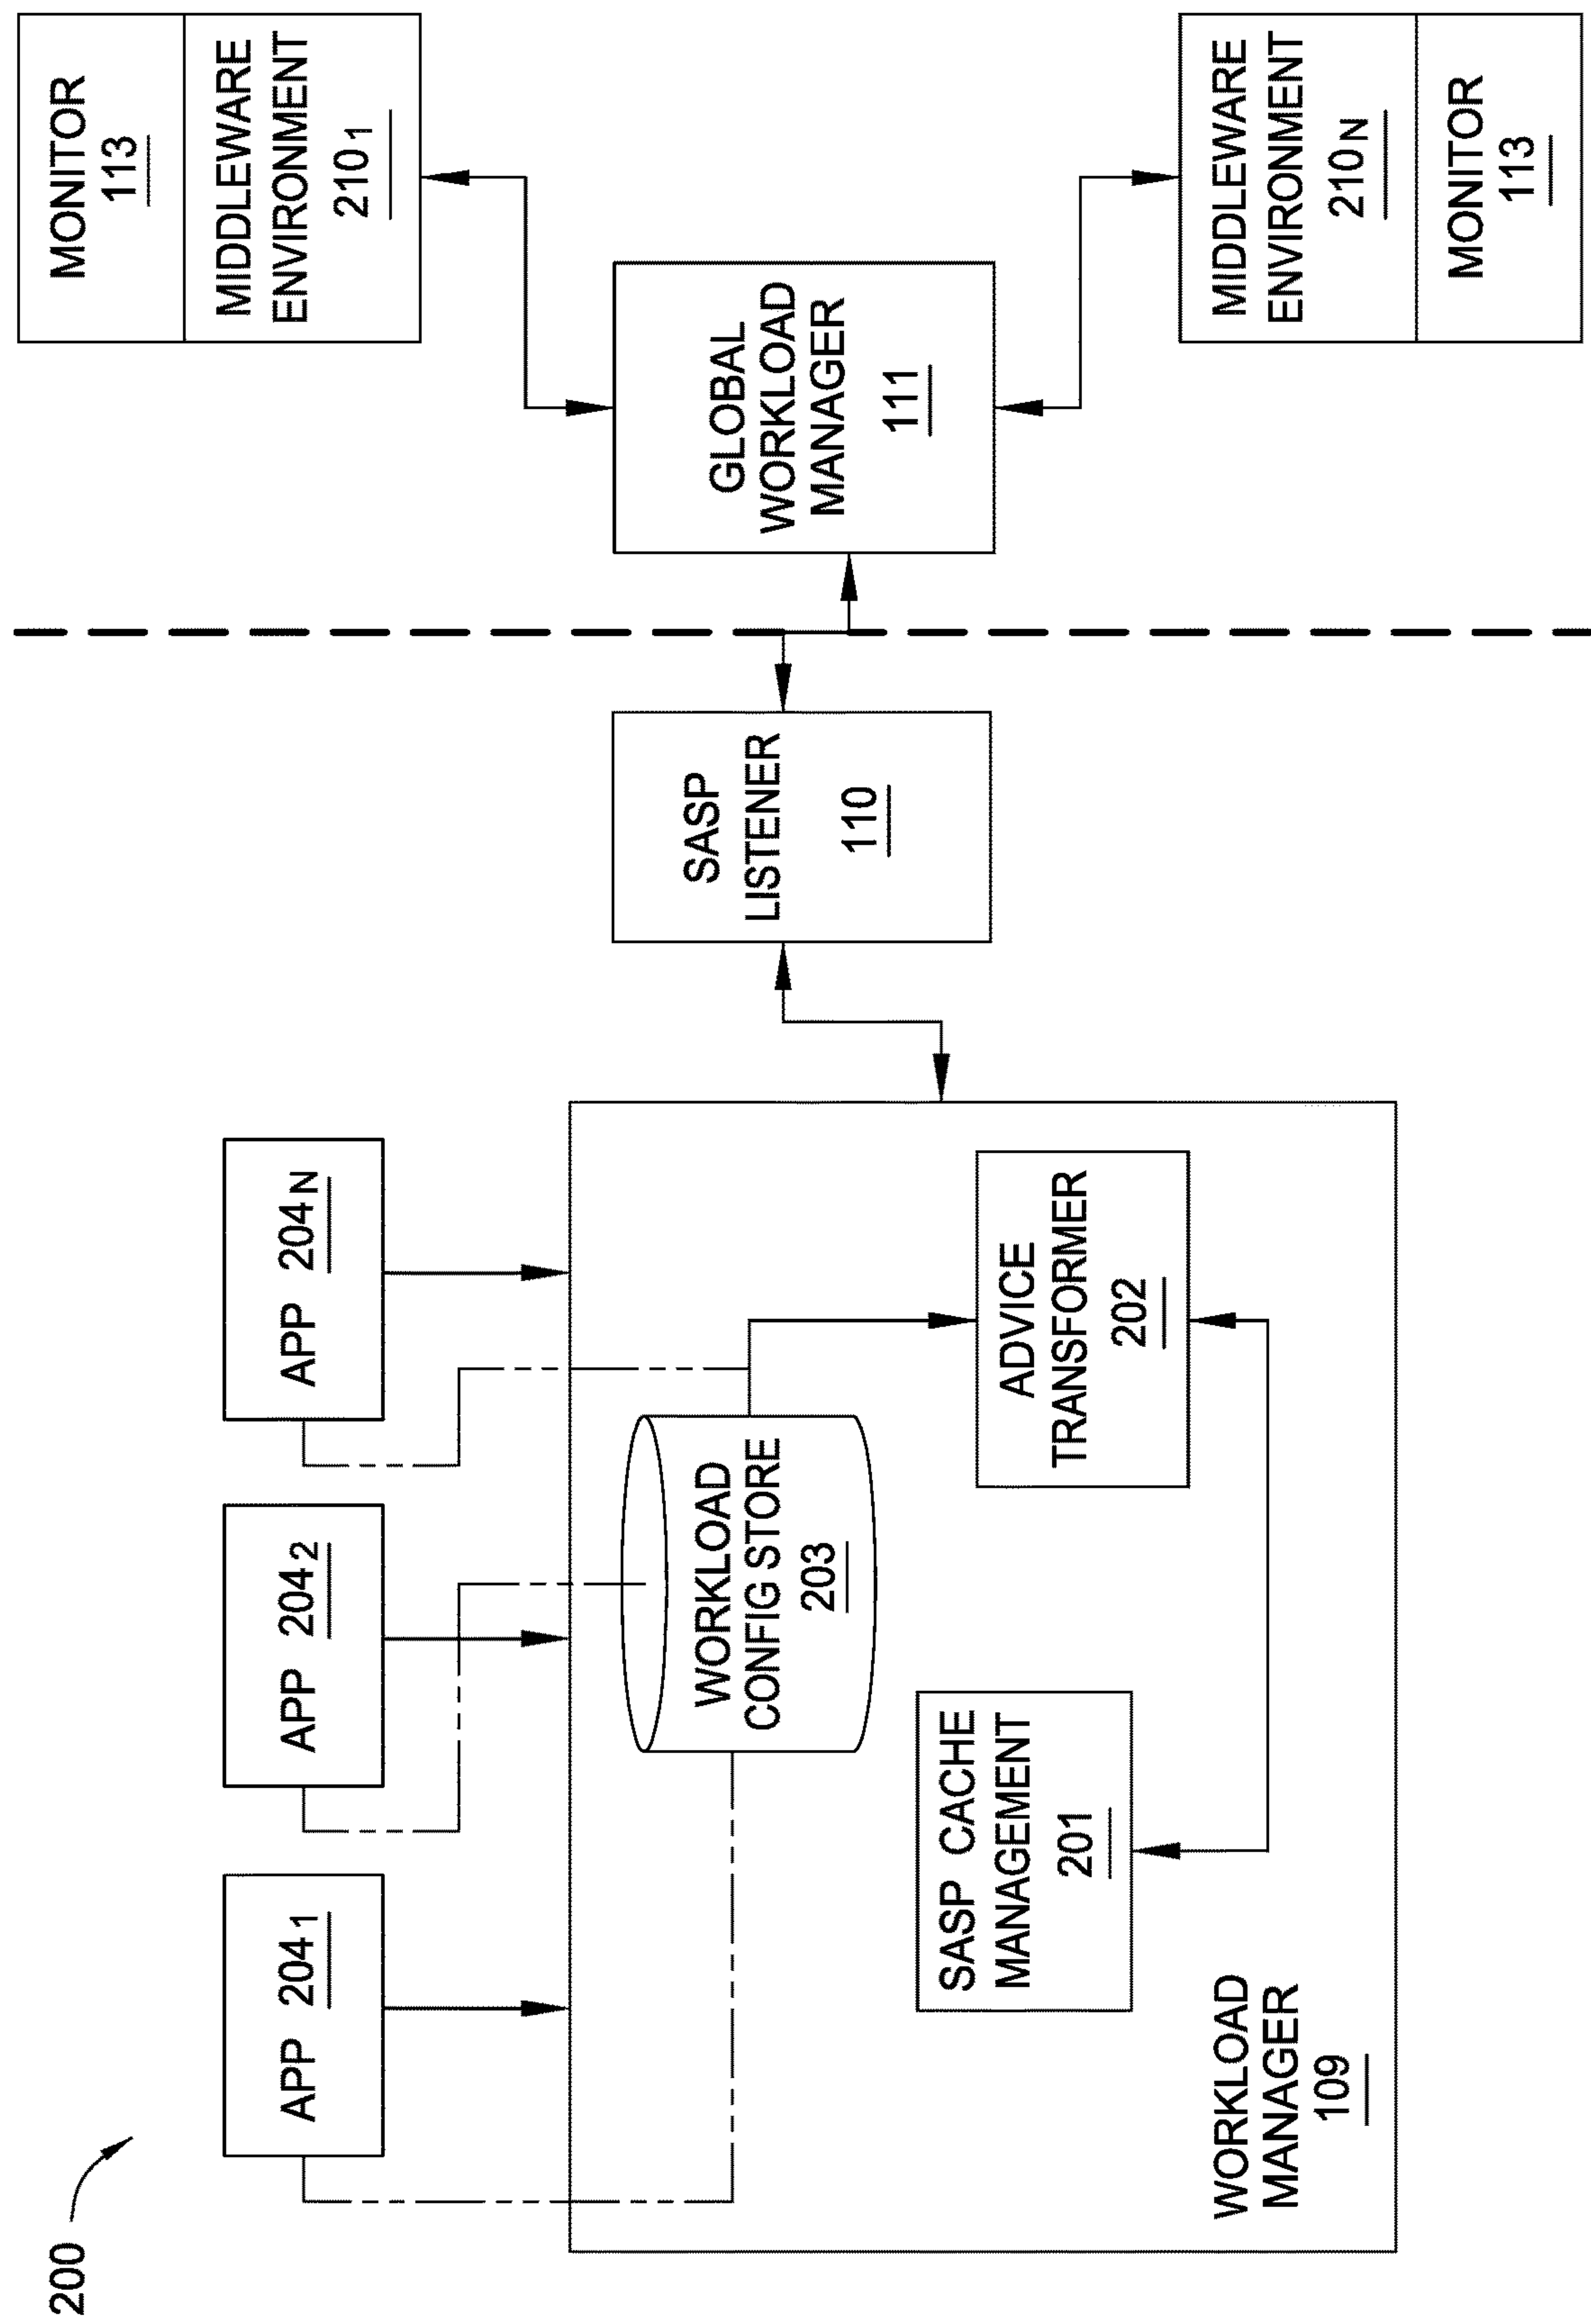 200
APP 204₁
APP 204₂
APP 204N
WORKLOAD
CONFIG STORE
203
SASP CACHE
MANAGEMENT
201
ADVICE
TRANSFORMER
202
WORKLOAD
MANAGER
109
SASP
LISTENER
110
GLOBAL
WORKLOAD
MANAGER
111
MONITOR
113
MIDDLEWARE
ENVIRONMENT
210₁
MIDDLEWARE
ENVIRONMENT
210N
MONITOR
113